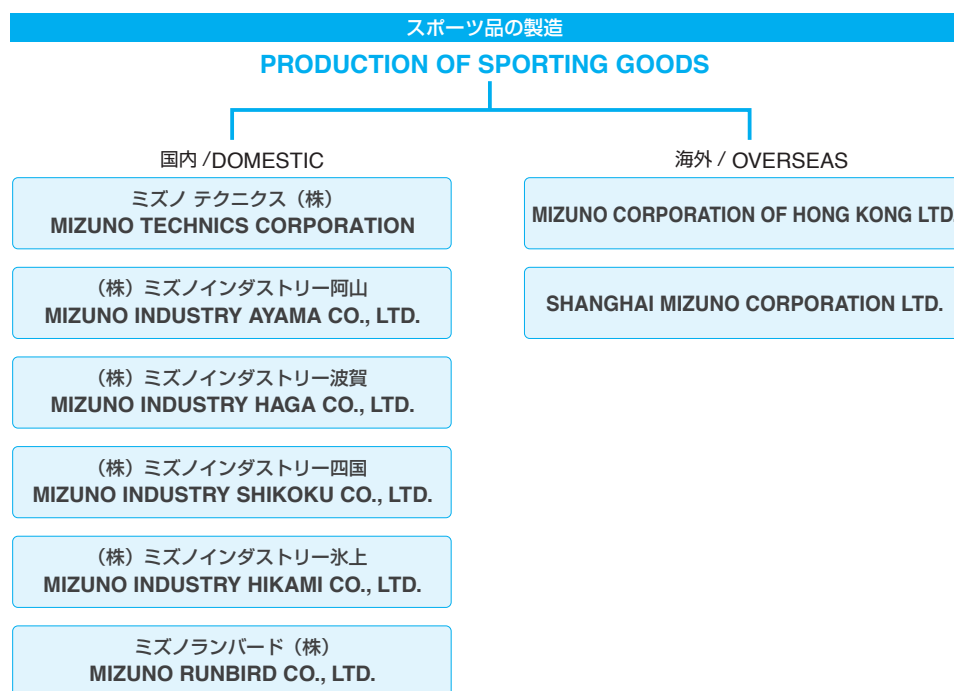 スポーツ品の製造
PRODUCTION OF SPORTING GOODS
国内 /DOMESTIC
ミズノ テクニクス（株）
MIZUNO TECHNICS CORPORATION
（株）ミズノインダストリー阿山
MIZUNO INDUSTRY AYAMA CO., LTD.
（株）ミズノインダストリー波賀
MIZUNO INDUSTRY HAGA CO., LTD.
（株）ミズノインダストリー四国
MIZUNO INDUSTRY SHIKOKU CO., LTD.
（株）ミズノインダストリー氷上
MIZUNO INDUSTRY HIKAMI CO., LTD.
ミズノランバード（株）
MIZUNO RUNBIRD CO., LTD.
海外 / OVERSEAS
MIZUNO CORPORATION OF HONG KONG LTD.
SHANGHAI MIZUNO CORPORATION LTD.